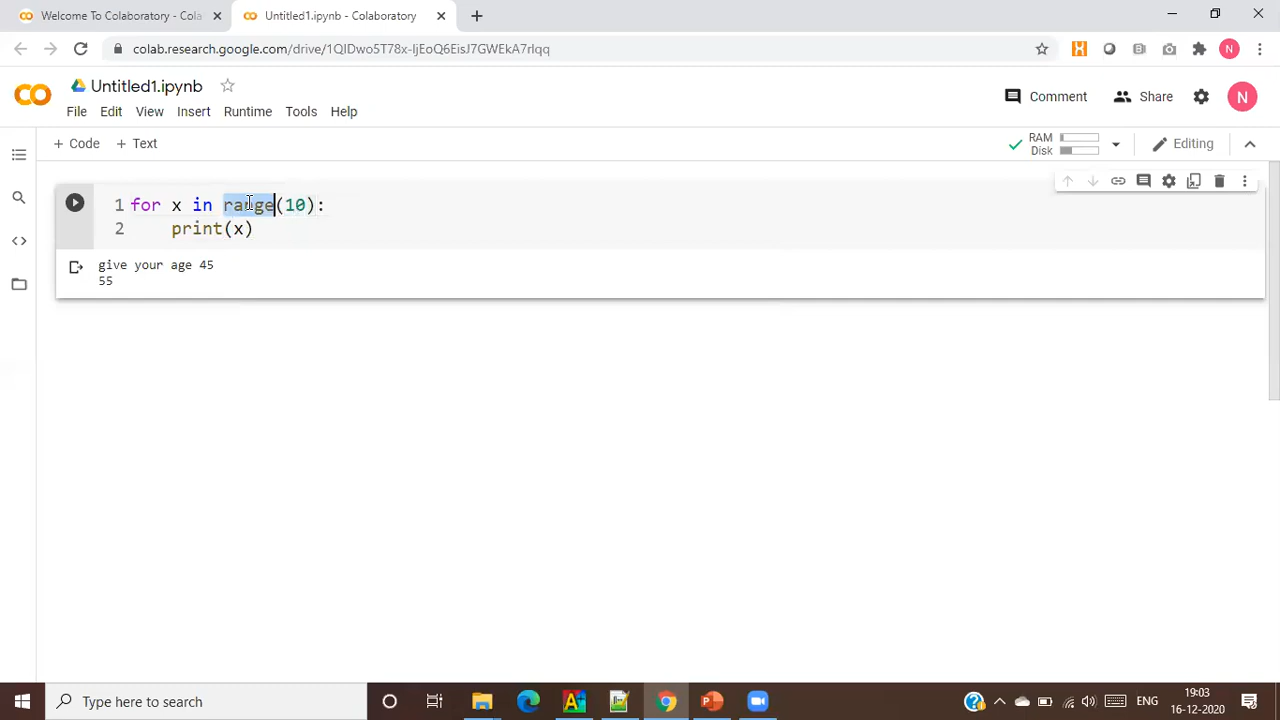 Welcome To Colaboratory - Cola
Untitled1.ipynb - Colaboratory
colab.research.google.com/drive/
N
Untitled1.ipynb
File Edit View Insert Runtime Tools Help
Comment
Share
N
+ Code + Text
RAM
Disk
Editing
1 for x in range(10):
2 print(x)
give your age 45
55
Type here to search
ENG
19:03
16-12-2020